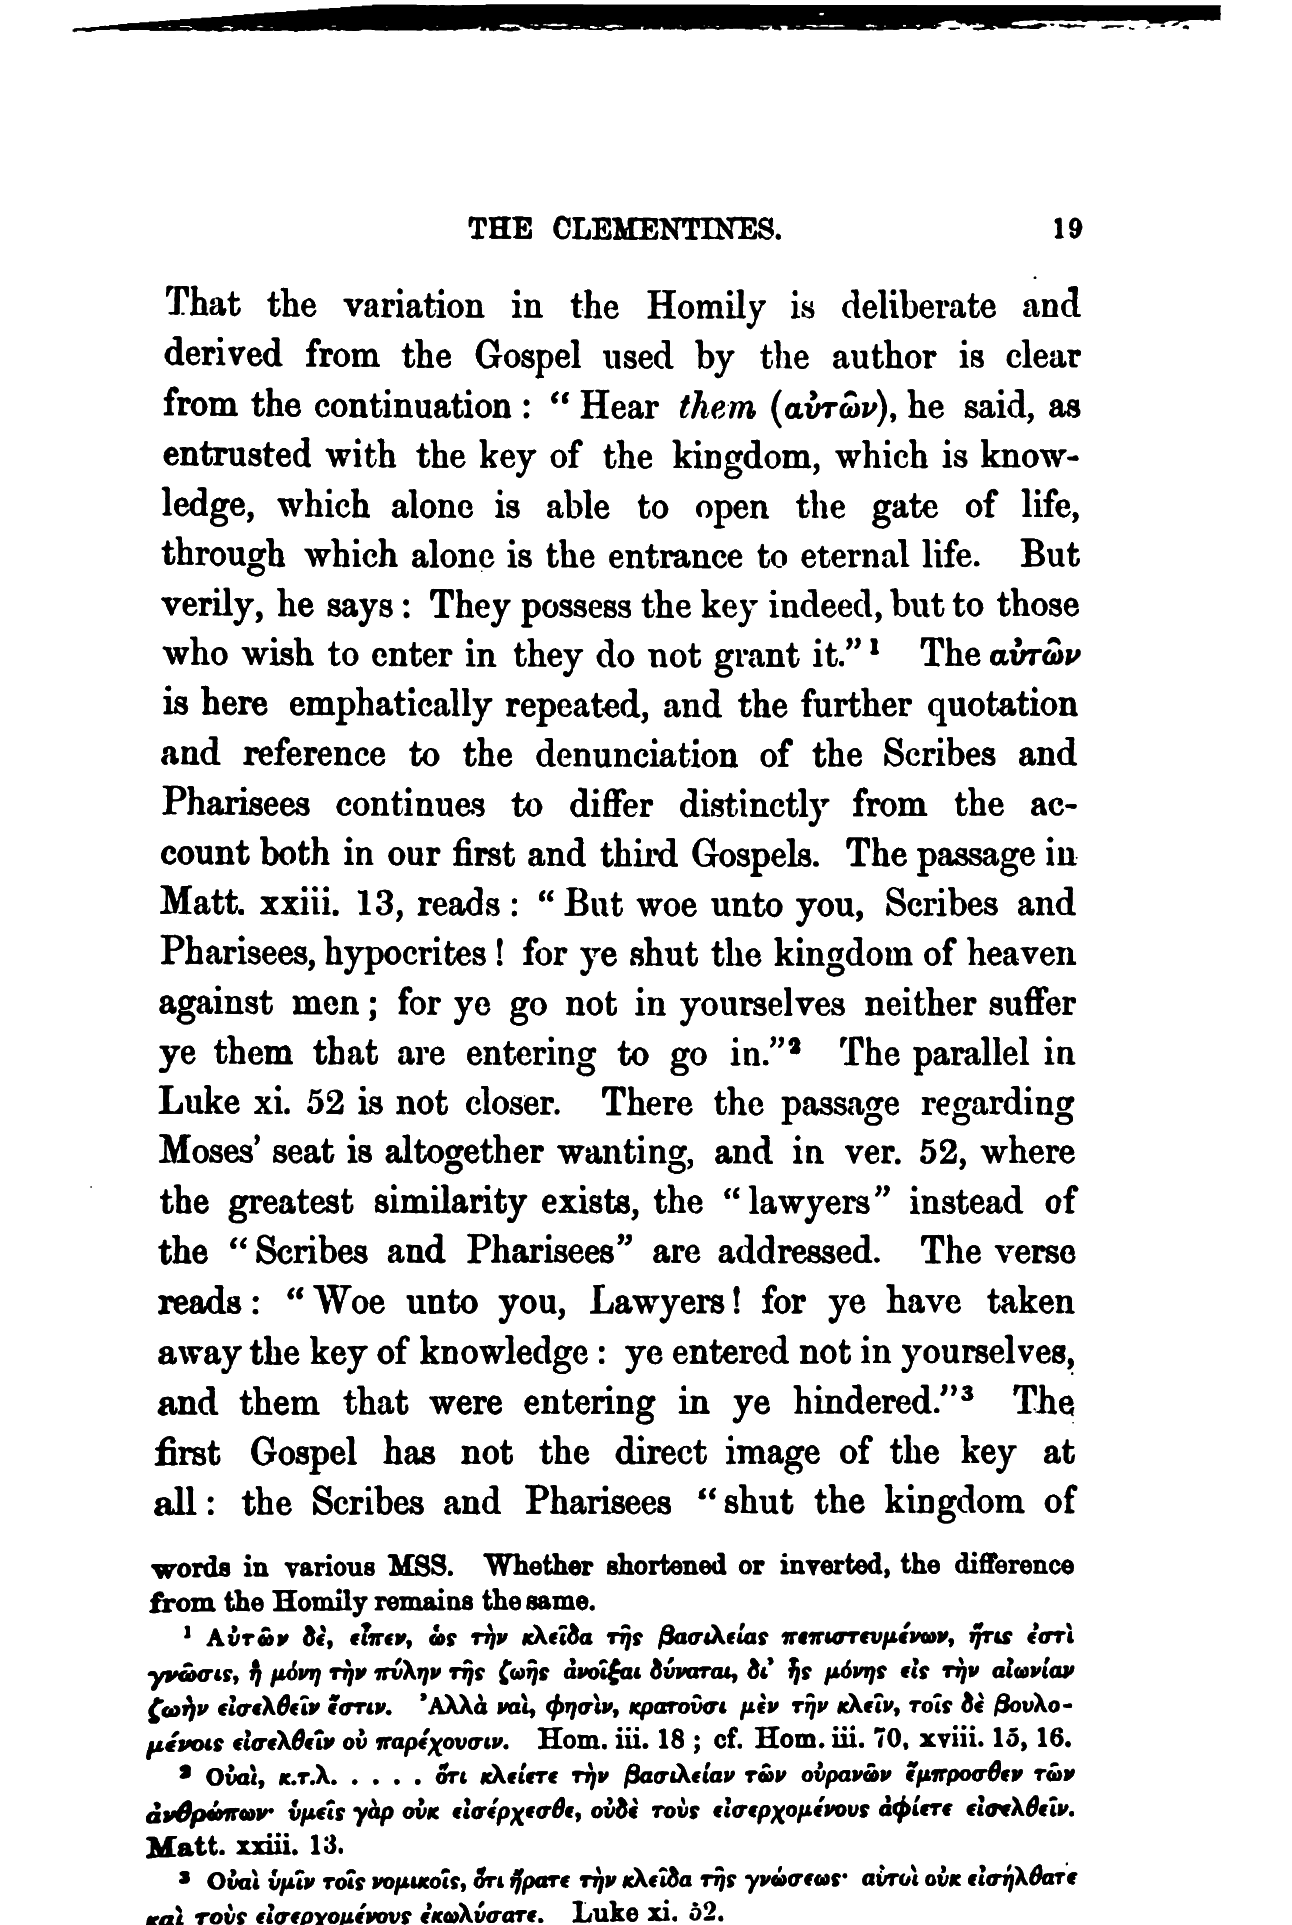 THE CLEMENTINES. 19
That the variation in the Homily is deliberate and
derived from the Gospel used by the author is clear
from the continuation : “ Hear them (αὐτῶν), he said, as
entrusted with the key of the kingdom, which is know-
ledge, which alone is able to open the gate of life,
through which alone is the entrance to eternal life. But
verily, he says : They possess the key indeed, but to those
who wish to enter in they do not grant it.” ¹ The αὐτῶν
is here emphatically repeated, and the further quotation
and reference to the denunciation of the Scribes and
Pharisees continues to differ distinctly from the ac-
count both in our first and third Gospels. The passage in
Matt. xxiii. 13, reads : “ But woe unto you, Scribes and
Pharisees, hypocrites ! for ye shut the kingdom of heaven
against men ; for ye go not in yourselves neither suffer
ye them that are entering to go in.”² The parallel in
Luke xi. 52 is not closer. There the passage regarding
Moses’ seat is altogether wanting, and in ver. 52, where
the greatest similarity exists, the “ lawyers” instead of
the “ Scribes and Pharisees” are addressed. The verse
reads : “ Woe unto you, Lawyers ! for ye have taken
away the key of knowledge : ye entered not in yourselves,
and them that were entering in ye hindered.”³ The
first Gospel has not the direct image of the key at
all : the Scribes and Pharisees “ shut the kingdom of
words in various MSS. Whether shortened or inverted, the difference
from the Homily remains the same.
¹ Αὐτῶν δὲ, εἶπεν, ὡς τὴν κλεῖδα τῆς βασιλείας πεπιστευμένων, ἥτις ἐστὶ
γνῶσις, ἣ μόνη τὴν πύλην τῆς ζωῆς ἀνοῖξαι δύναται, δι’ ἧς μόνης εἰς τὴν αἰωνίαν
ζωὴν εἰσελθεῖν ἔστιν. Ἀλλὰ ναὶ, φησὶν, κρατοῦσι μὲν τὴν κλεῖν, τοῖς δὲ βουλο-
μένοις εἰσελθεῖν οὐ παρέχουσιν. Hom. iii. 18 ; cf. Hom. iii. 70, xviii. 15, 16.
² Οὐαὶ, κ.τ.λ. . . . . . ὅτι κλείετε τὴν βασιλείαν τῶν οὐρανῶν ἔμπροσθεν τῶν
ἀνθρώπων· ὑμεῖς γὰρ οὐκ εἰσέρχεσθε, οὐδὲ τοὺς εἰσερχομένους ἀφίετε εἰσελθεῖν.
Matt. xxiii. 13.
³ Οὐαὶ ὑμῖν τοῖς νομικοῖς, ὅτι ἤρατε τὴν κλεῖδα τῆς γνώσεως· αὐτοὶ οὐκ εἰσήλθατε
καὶ τοὺς εἰσερχομένους ἐκωλύσατε. Luke xi. 52.